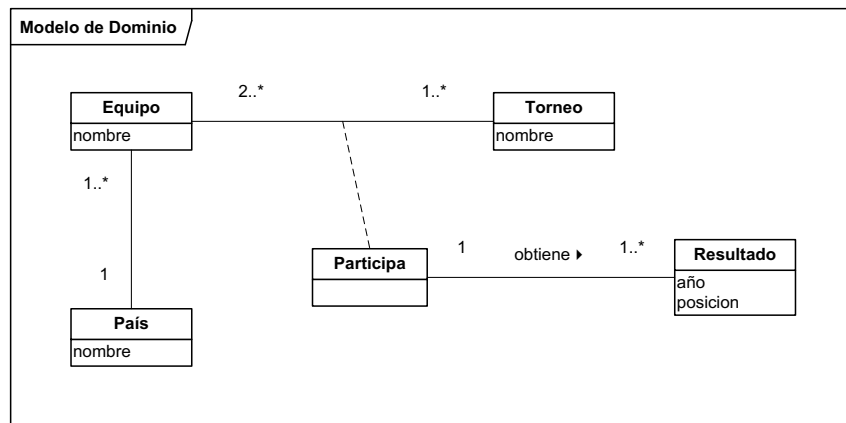 Modelo de Dominio
2..*
1..*
Equipo
nombre
Torneo
nombre
1..*
Participa
1
obtiene
1..*
Resultado
año
posicion
1
País
nombre